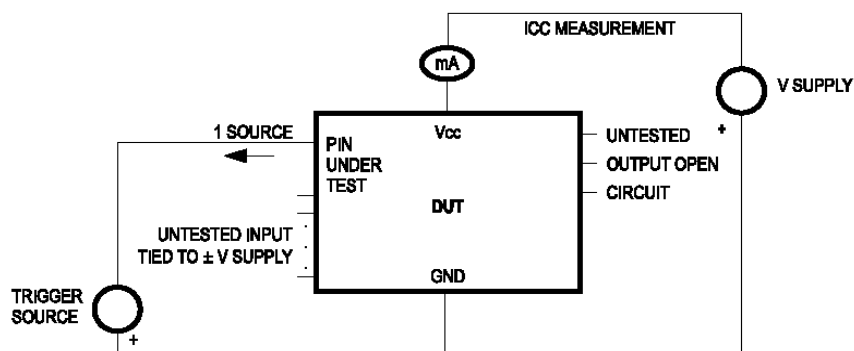 ICC MEASUREMENT
mA
V SUPPLY
+
1 SOURCE
Vcc
PIN
UNDER
TEST
UNTESTED
OUTPUT OPEN
CIRCUIT
DUT
UNTESTED INPUT
TIED TO ± V SUPPLY
GND
TRIGGER
SOURCE
+